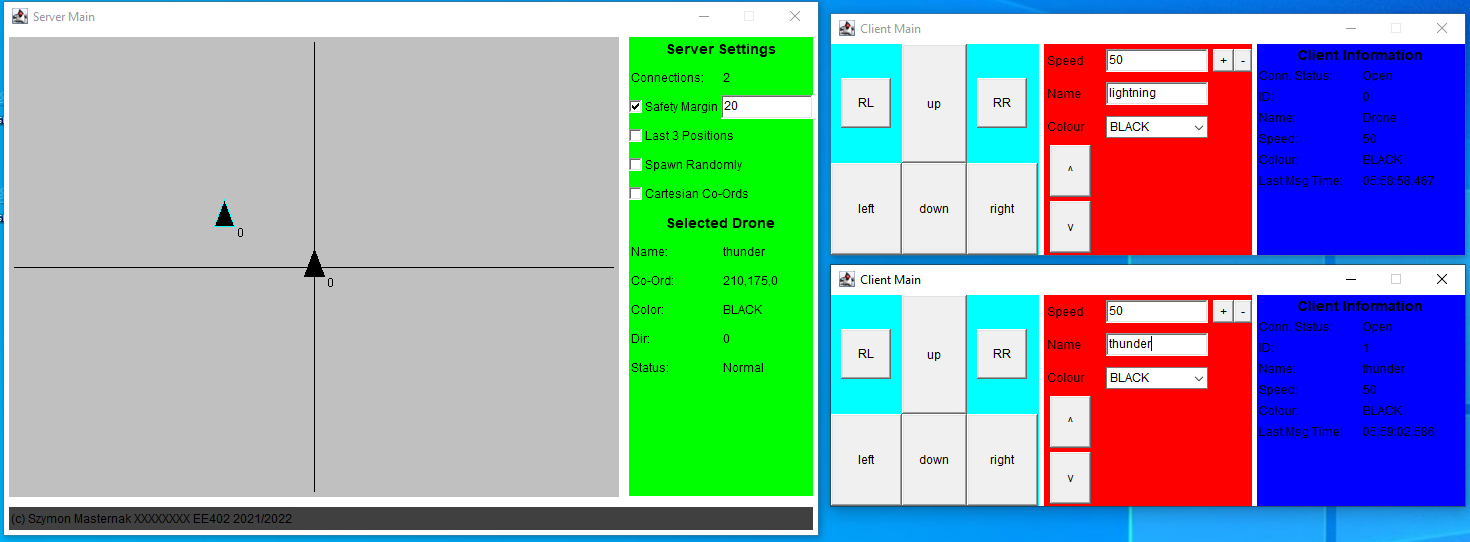 Server Main
Server Settings
Connections: 2
Safety Margin 20
Last 3 Positions
Spawn Randomly
Cartesian Co-Ords
Selected Drone
Name: thunder
Co-Ord: 210,175,0
Color: BLACK
Dir: 0
Status: Normal
0
0
(c) Szymon Masternak XXXXXXXX EE402 2021/2022
Client Main
RL
up
RR
left
down
right
Speed 50 + -
Name lightning
Colour BLACK
^
v
Client Information
Conn. Status: Open
ID: 0
Name: Drone
Speed: 50
Colour: BLACK
Last Msg Time: 05:58:58.467
Client Main
RL
up
RR
left
down
right
Speed 50 + -
Name thunder
Colour BLACK
^
v
Client Information
Conn. Status: Open
ID: 1
Name: thunder
Speed: 50
Colour: BLACK
Last Msg Time: 05:59:02.586